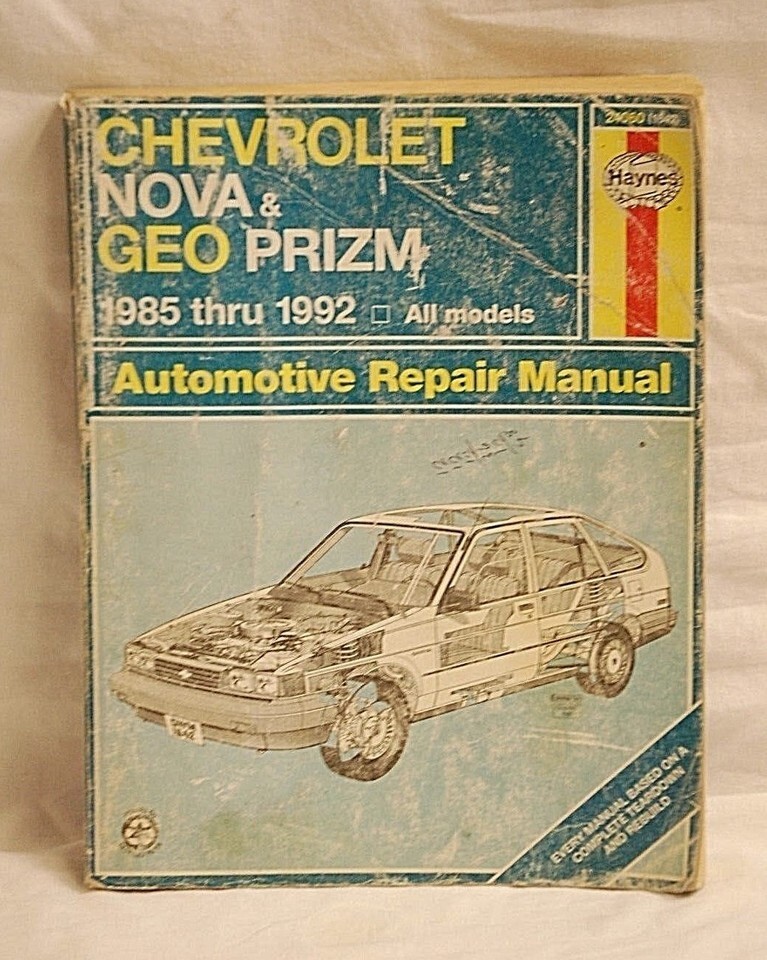 CHEVROLET
NOVA &
GEO PRIZM
1985 thru 1992 □ All models
Haynes
Automotive Repair Manual
EVERY MANUAL BASED ON A
COMPLETE TEARDOWN
AND REBUILD